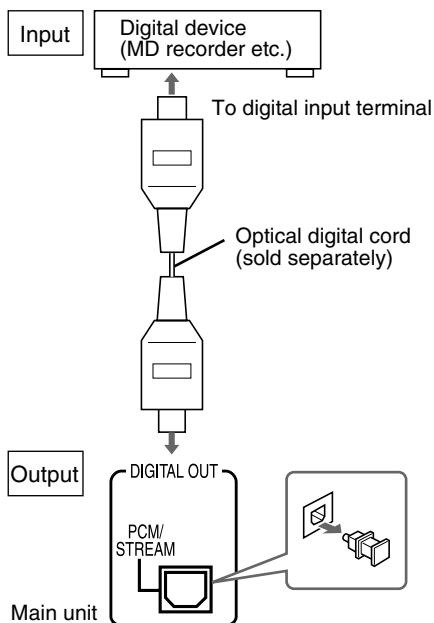 Input
Digital device
(MD recorder etc.)
To digital input terminal
Optical digital cord
(sold separately)
Output
DIGITAL OUT
PCM/
STREAM
Main unit